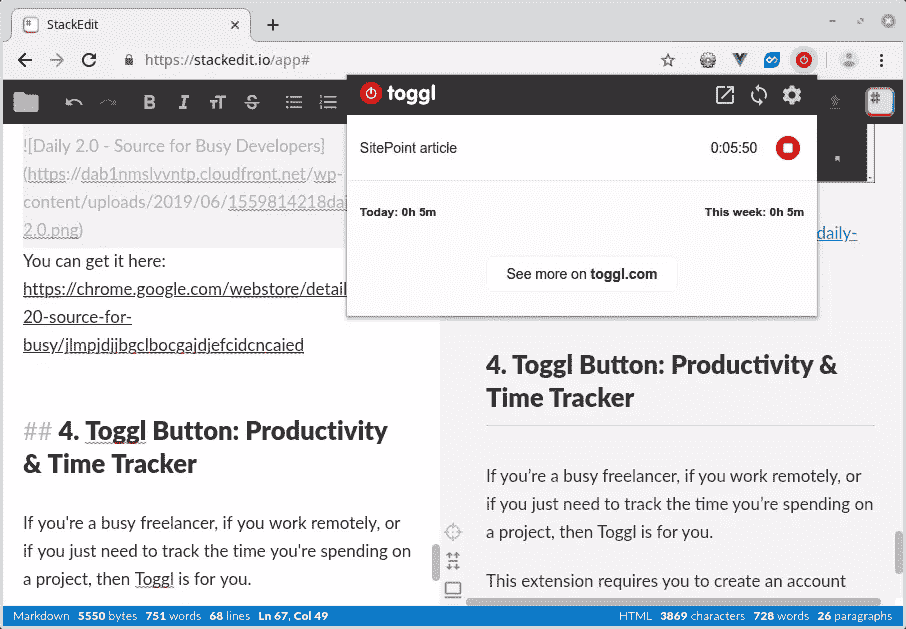 StackEdit
https://stackedit.io/app#
B I
toggl
SitePoint article 0:05:50
Today: 0h 5m This week: 0h 5m
See more on toggl.com
![Daily 2.0 - Source for Busy Developers]
(https://dab1nmslvvntp.cloudfront.net/wp-
content/uploads/2019/06/1559814218dai
2.0.png)
You can get it here:
https://chrome.google.com/webstore/detail
20-source-for-
busy/jlmpjdjjbgclbocgajdjefcidcncaied
## 4. Toggl Button: Productivity
& Time Tracker
If you're a busy freelancer, if you work remotely, or
if you just need to track the time you're spending on
a project, then Toggl is for you.
daily-
4. Toggl Button: Productivity &
Time Tracker
If you’re a busy freelancer, if you work remotely, or
if you just need to track the time you’re spending on
a project, then Toggl is for you.
This extension requires you to create an account
Markdown 5550 bytes 751 words 68 lines Ln 67, Col 49
HTML 3869 characters 728 words 26 paragraphs